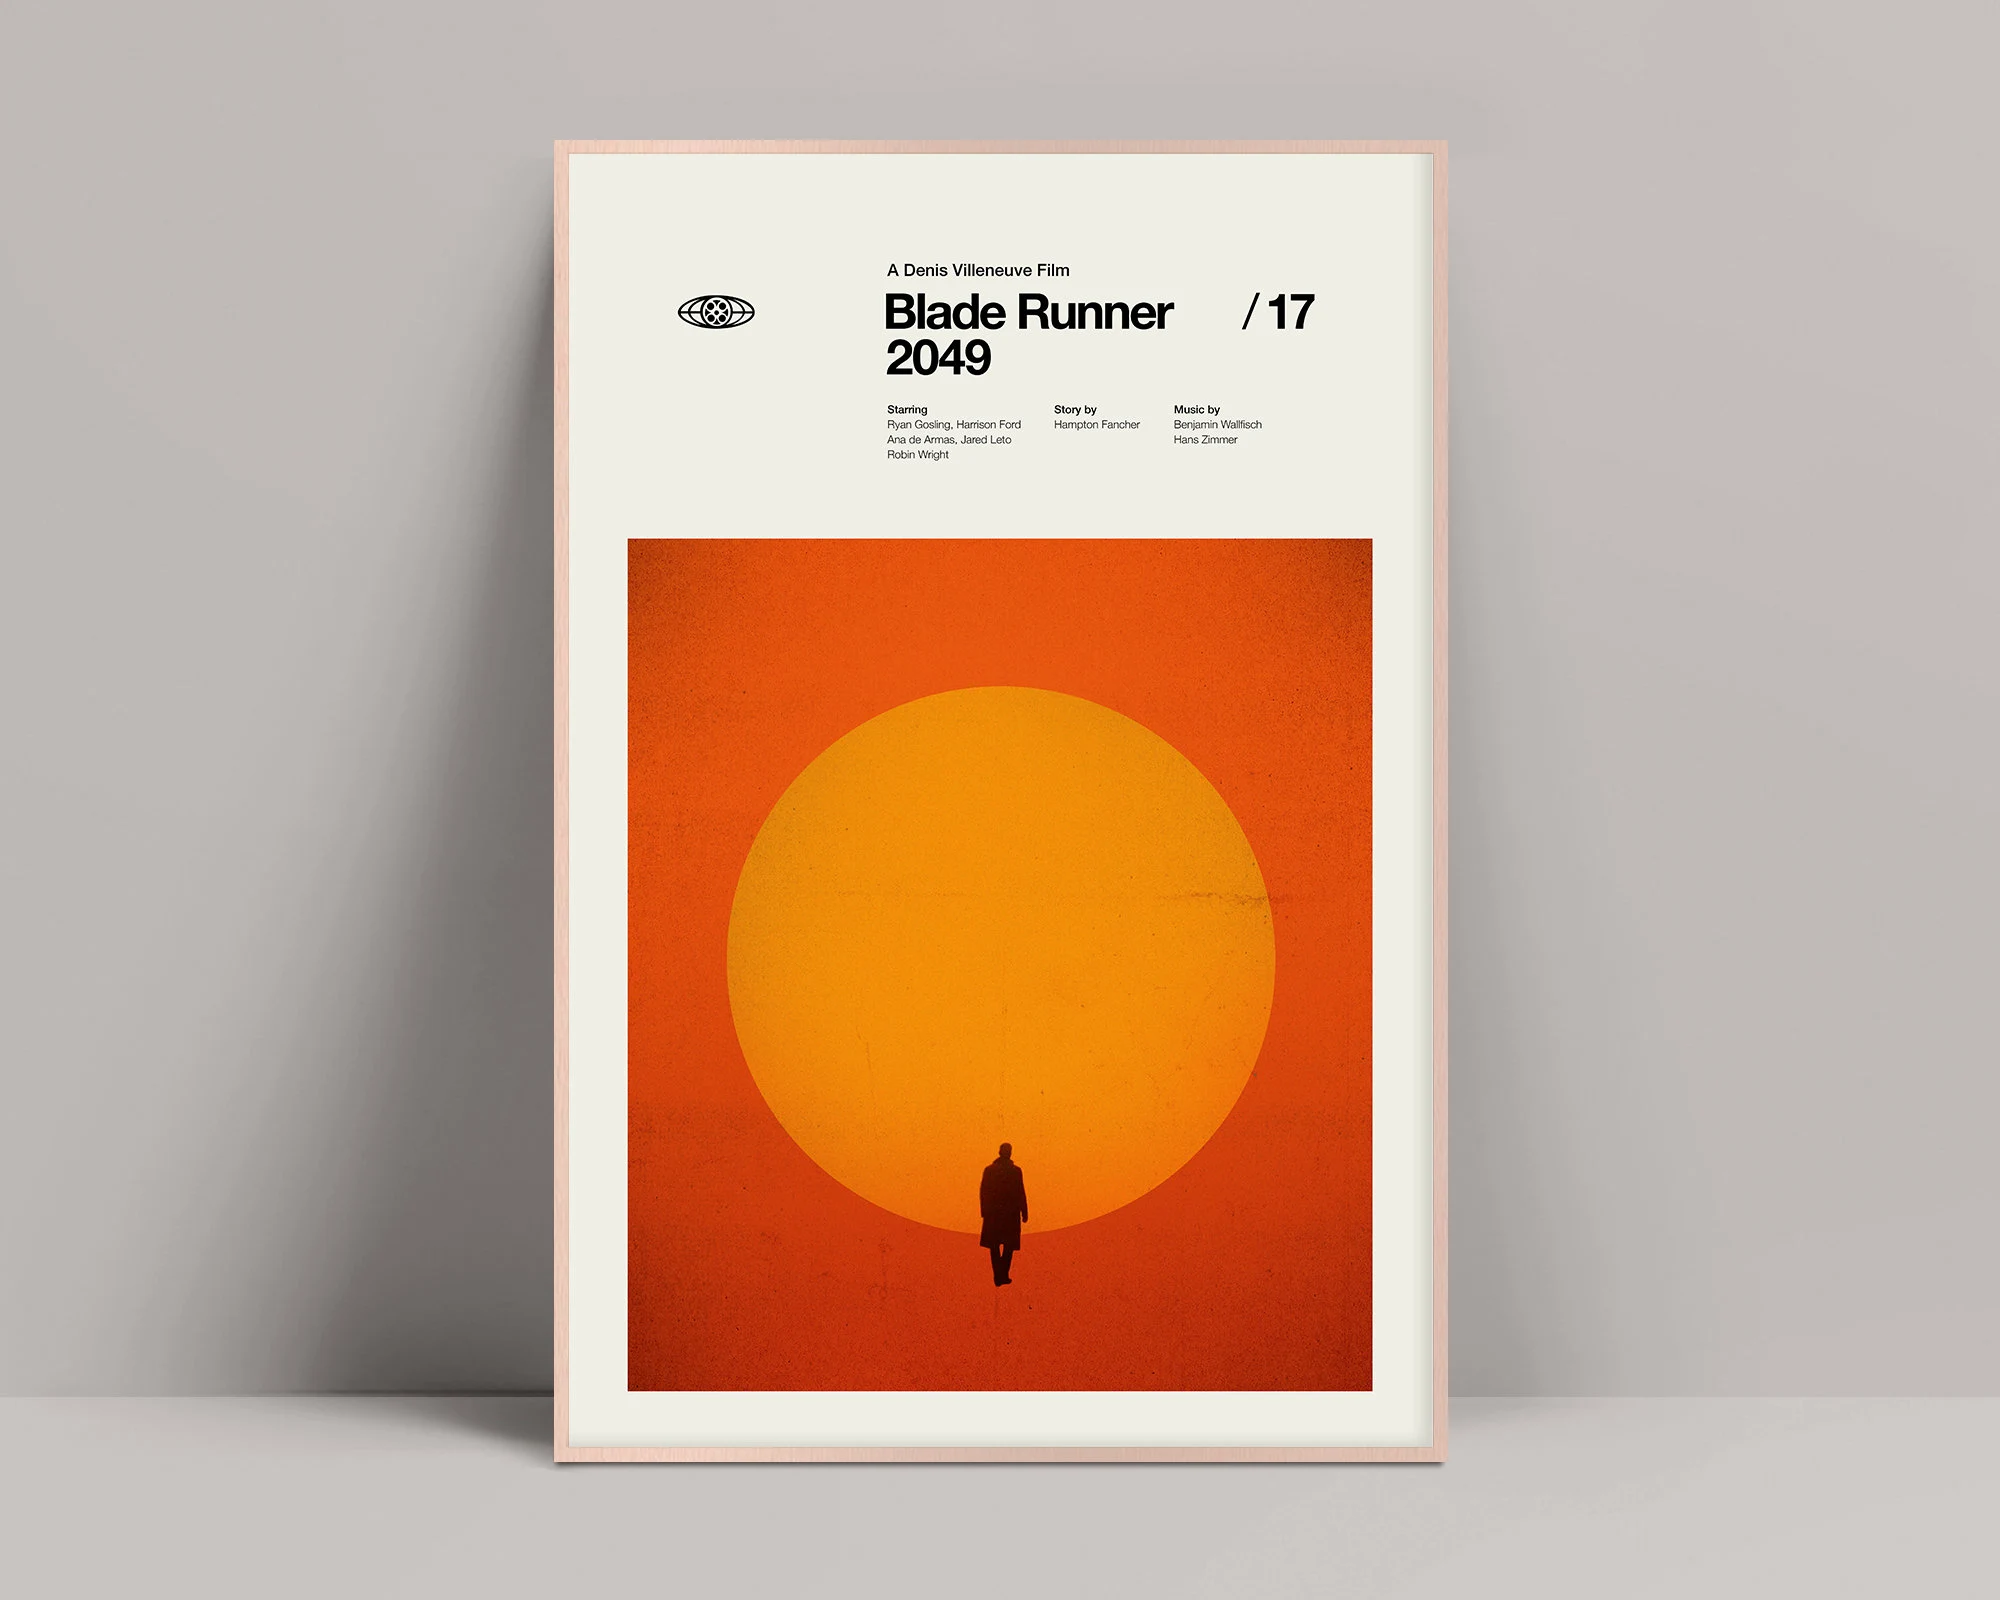 A Denis Villeneuve Film
Blade Runner / 17
2049
Starring
Ryan Gosling, Harrison Ford
Ana de Armas, Jared Leto
Robin Wright
Story by
Hampton Fancher
Music by
Benjamin Wallfisch
Hans Zimmer